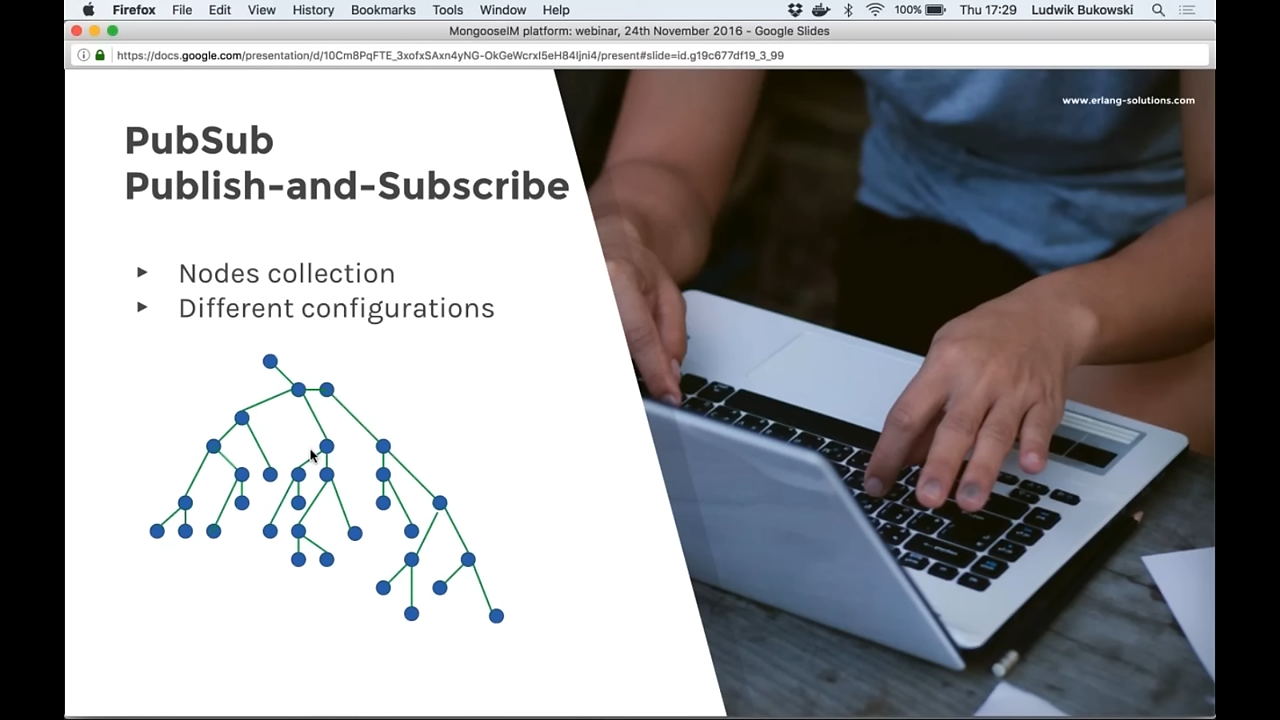 Firefox File Edit View History Bookmarks Tools Window Help 100% Thu 17:29 Ludwik Bukowski
MongooseIM platform: webinar, 24th November 2016 - Google Slides
https://docs.google.com/presentation/d/10Cm8PqFTE_3xofxSAxn4yNG-OkGeWcrxI5eH84Ijni4/present#slide=id.g19c677df19_3_99
www.erlang-solutions.com
PubSub
Publish-and-Subscribe
Nodes collection
Different configurations